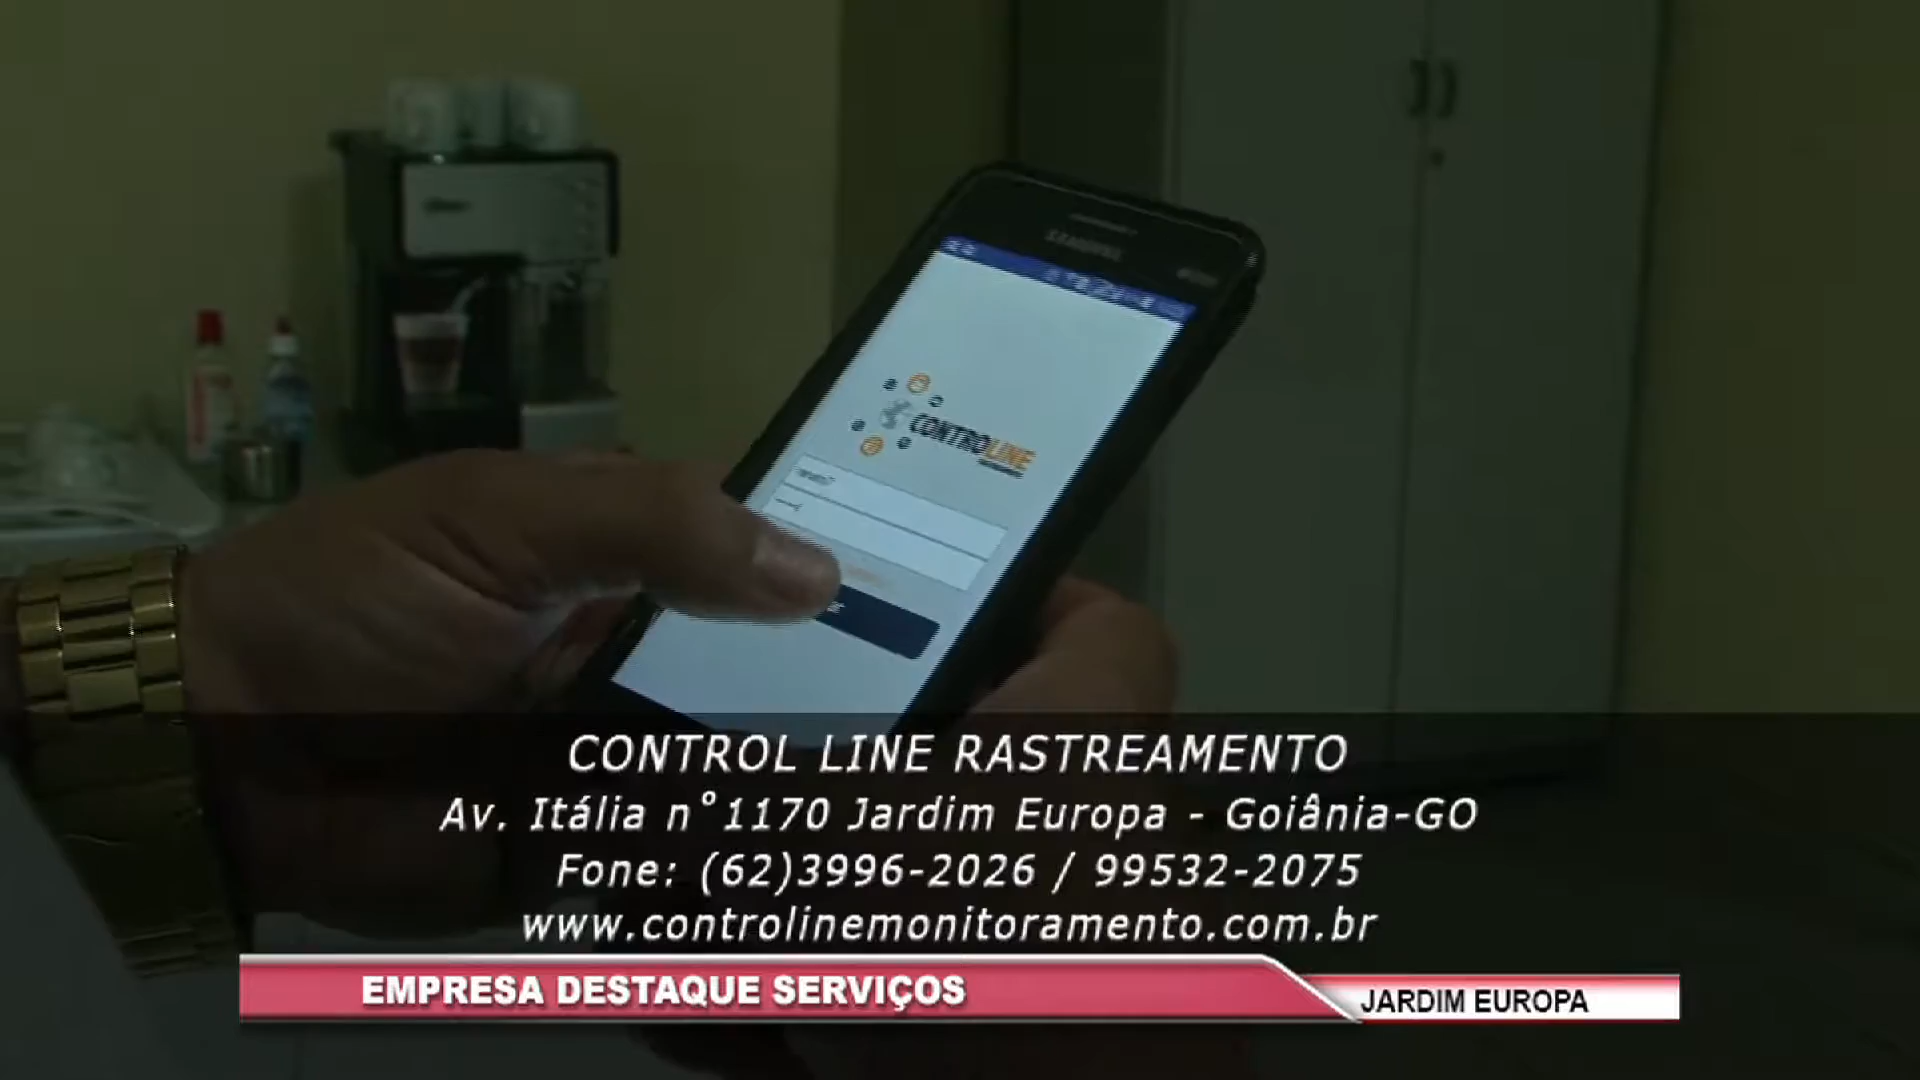 SAMSUNG
CONTROLINE
CONTROL LINE RASTREAMENTO
Av. Itália n°1170 Jardim Europa - Goiânia-GO
Fone: (62)3996-2026 / 99532-2075
www.controlinemonitoramento.com.br
EMPRESA DESTAQUE SERVIÇOS
JARDIM EUROPA